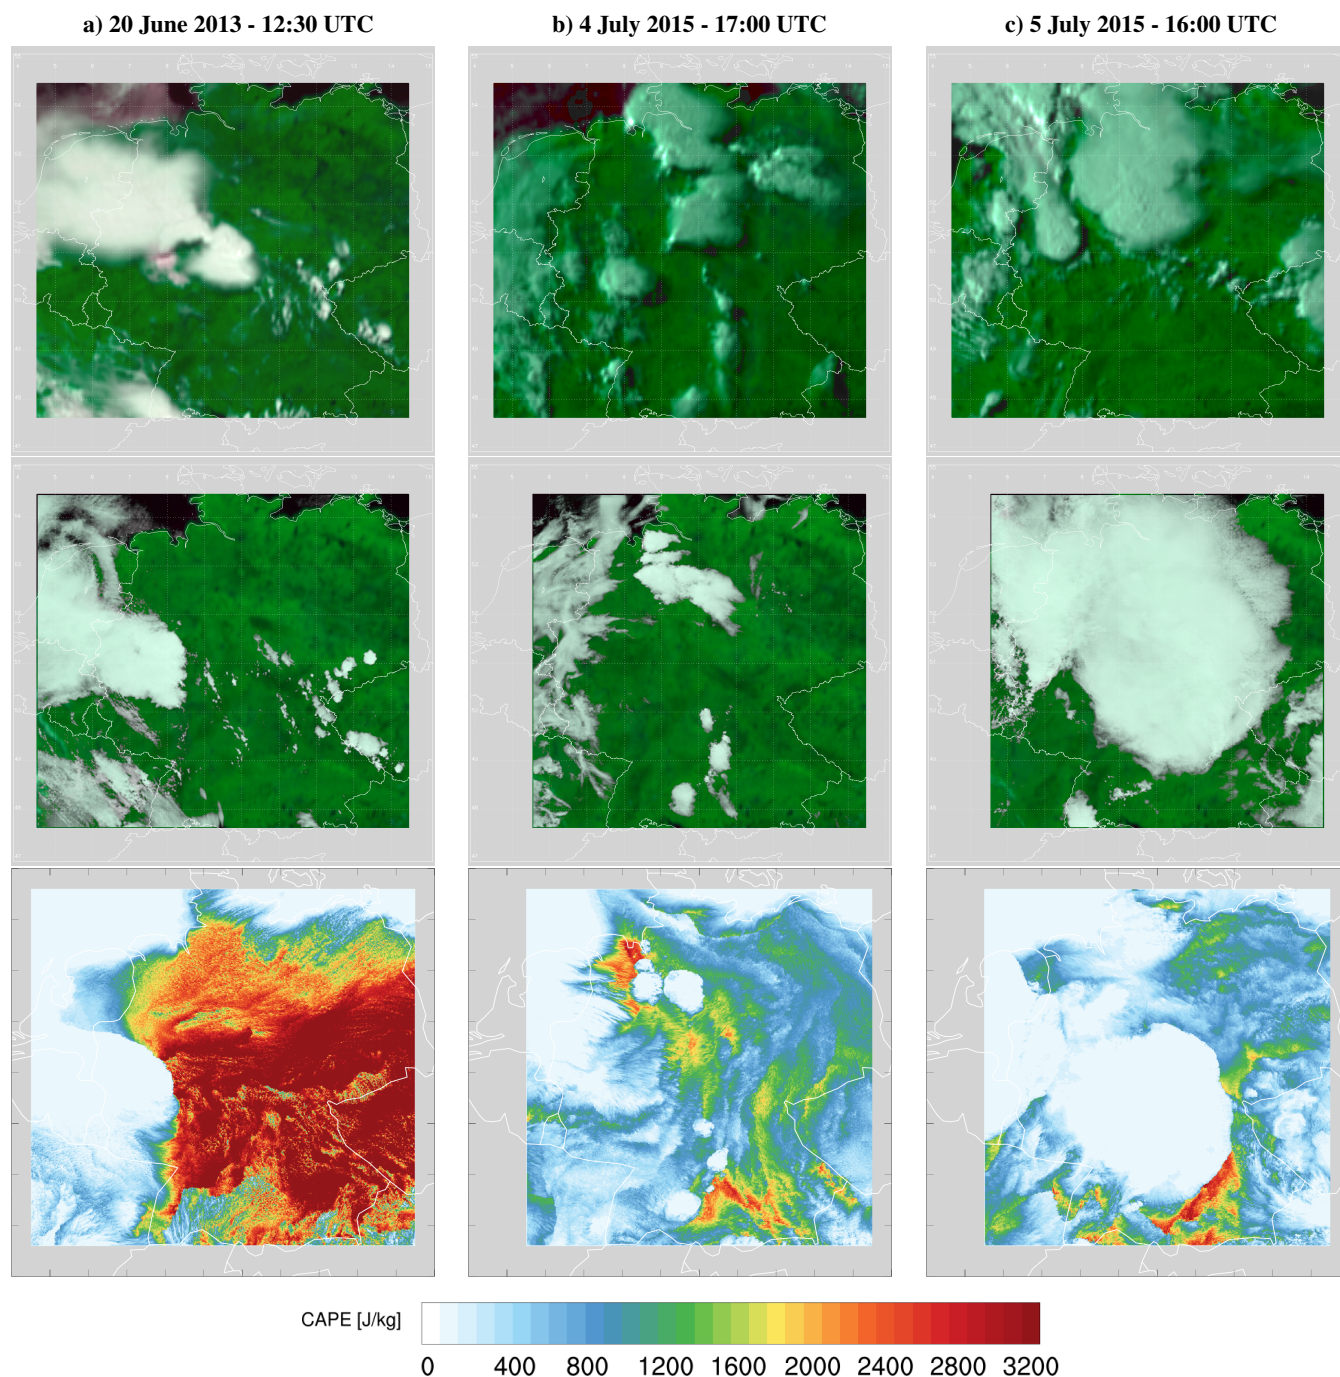 a) 20 June 2013 - 12:30 UTC
b) 4 July 2015 - 17:00 UTC
c) 5 July 2015 - 16:00 UTC
CAPE [J/kg]
0 400 800 1200 1600 2000 2400 2800 3200